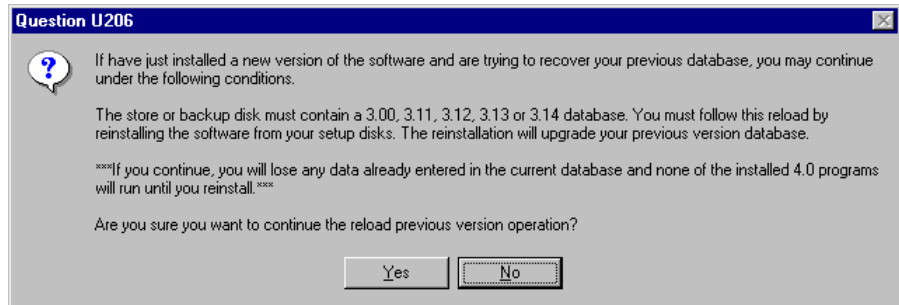 Question U206
If have just installed a new version of the software and are trying to recover your previous database, you may continue
under the following conditions.
The store or backup disk must contain a 3.00, 3.11, 3.12, 3.13 or 3.14 database. You must follow this reload by
reinstalling the software from your setup disks. The reinstallation will upgrade your previous version database.
***If you continue, you will lose any data already entered in the current database and none of the installed 4.0 programs
will run until you reinstall.***
Are you sure you want to continue the reload previous version operation?
Yes
No